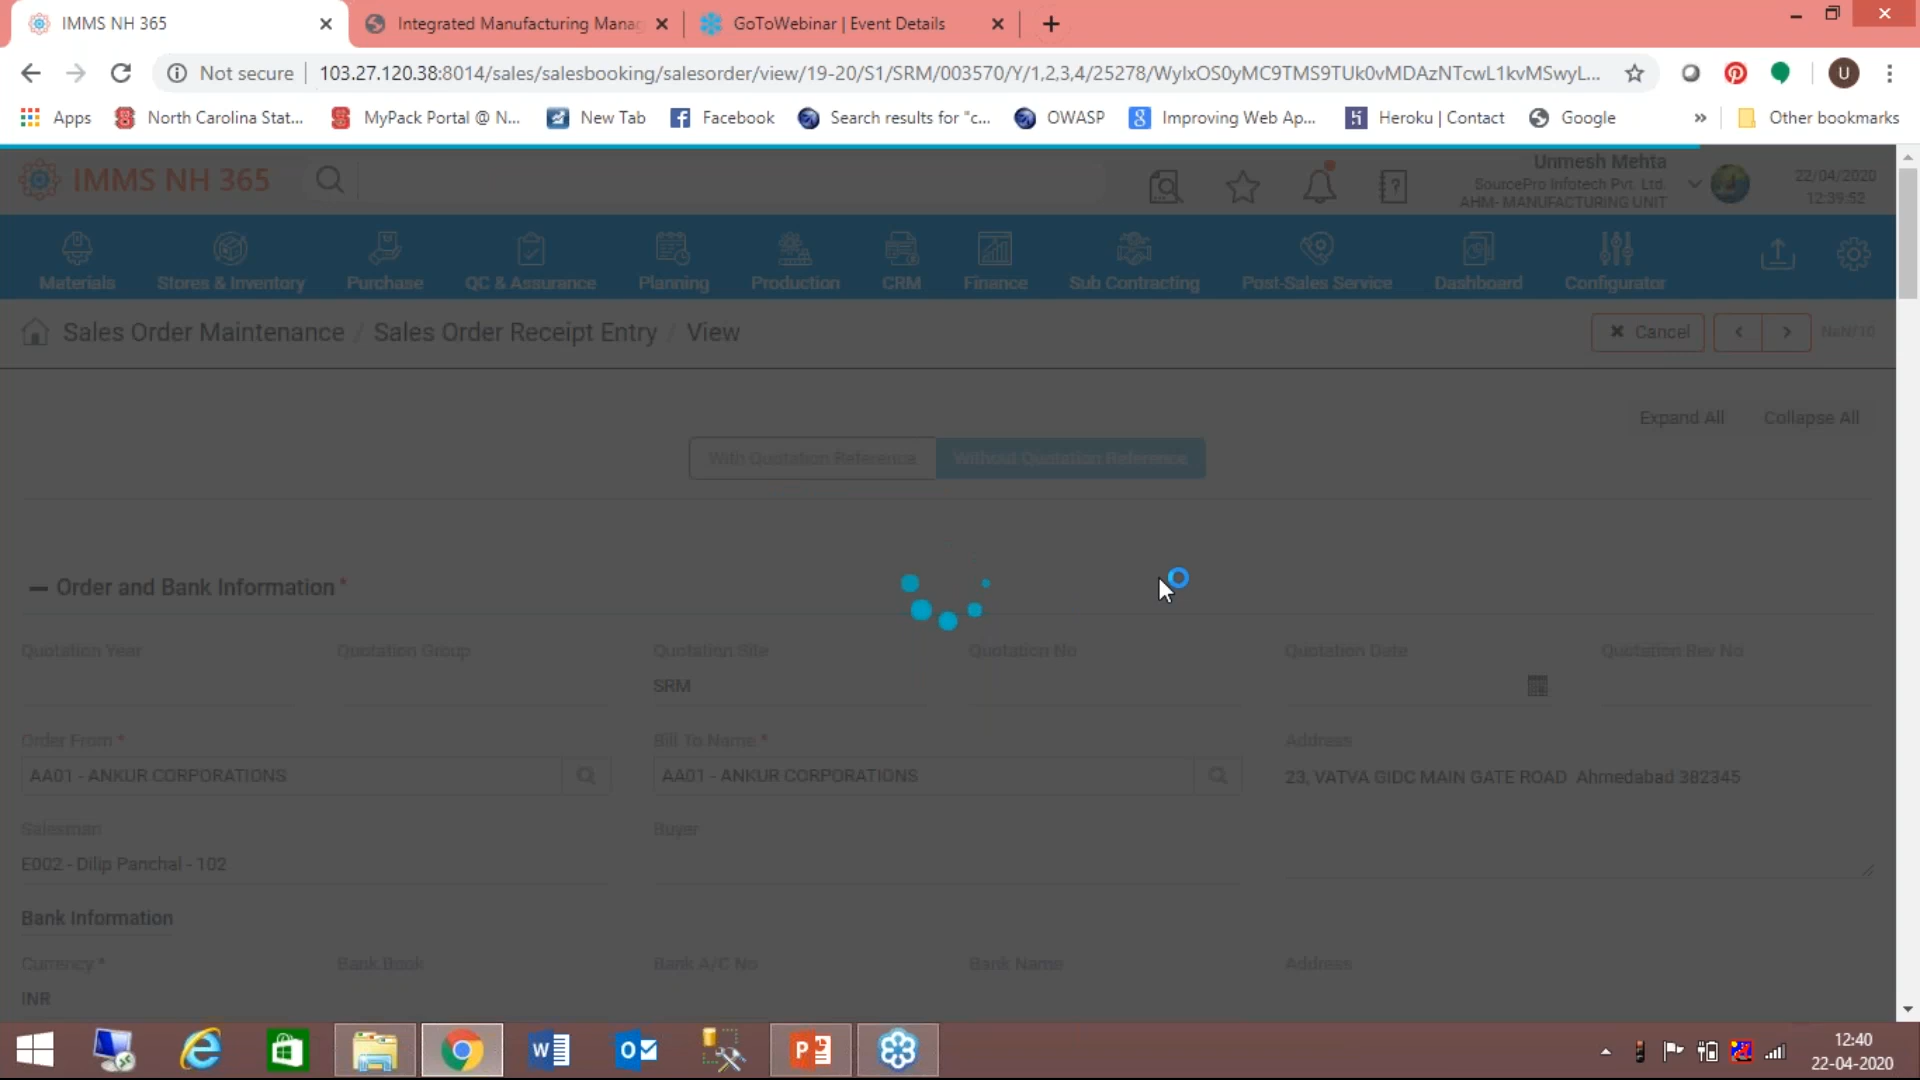 IMMS NH 365
Integrated Manufacturing Manag
GoToWebinar | Event Details
Not secure
103.27.120.38:8014/sales/salesbooking/salesorder/view/19-20/S1/SRM/003570/Y/1,2,3,4/25278/WyIxOS0yMC9TMS9TUk0vMDAzNTcwL1kvMSwyL...
U
Apps
North Carolina Stat...
MyPack Portal @ N...
New Tab
Facebook
Search results for "c...
OWASP
Improving Web Ap...
Heroku | Contact
Google
»
Other bookmarks
IMMS NH 365
Unmesh Mehta
SourcePro Infotech Pvt. Ltd.
AHM- MANUFACTURING UNIT
22/04/2020
12:39:52
Materials
Stores & Inventory
Purchase
QC & Assurance
Planning
Production
CRM
Finance
Sub Contracting
Post-Sales Service
Dashboard
Configurator
Sales Order Maintenance / Sales Order Receipt Entry / View
Cancel
NaN/10
Expand All
Collapse All
With Quotation Reference
Without Quotation Reference
Order and Bank Information *
Quotation Year
Quotation Group
Quotation Site
Quotation No
Quotation Date
Quotation Rev No
SRM
Order From *
Bill To Name *
Address
AA01 - ANKUR CORPORATIONS
AA01 - ANKUR CORPORATIONS
23, VATVA GIDC MAIN GATE ROAD Ahmedabad 382345
Salesman
Buyer
E002 - Dilip Panchal - 102
Bank Information
Currency *
Bank Book
Bank A/C No
Bank Name
Address
INR
12:40
22-04-2020